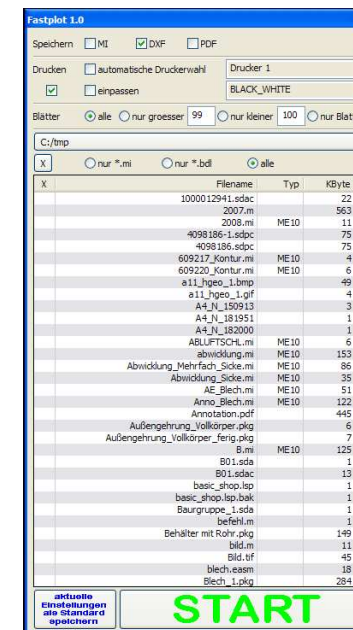 Fastplot 1.0
Speichern MI DXF PDF
Drucken automatische Druckerwahl Drucker 1
einpassen BLACK_WHITE
Blätter alle nur groesser 99 nur kleiner 100 nur Blatt
C:/tmp
X nur *.mi nur *.bdl alle
X Filename Typ KByte
1000012941.sdac 22
2007.m 563
2008.mi ME10 11
4098186-1.sdpc 75
4098186.sdpc 75
609217_Kontur.mi ME10 4
609220_Kontur.mi ME10 6
a11_hgeo_1.bmp 49
a11_hgeo_1.gif 4
A4_N_150913 3
A4_N_181951 1
A4_N_182000 1
ABLUFTSCHL.mi ME10 6
abwicklung.mi ME10 153
Abwicklung_Mehrfach_Sicke.mi ME10 86
Abwicklung_Sicke.mi ME10 35
AE_Blech.mi ME10 51
Anno_Blech.mi ME10 122
Annotation.pdf 445
Außengehrung_Vollkörper.pkg 6
Außengehrung_Vollkörper_ferig.pkg 7
B.mi ME10 125
B01.sda 1
B01.sdac 13
basic_shop.lsp 1
basic_shop.lsp.bak 1
Baurgruppe_1.sda 1
befehl.m 1
Behälter mit Rohr.pkg 149
bild.m 11
Bild.tif 45
blech.easm 18
Blech_1.pkg 284
aktuelle
Einstellungen
als Standard
speichern
START